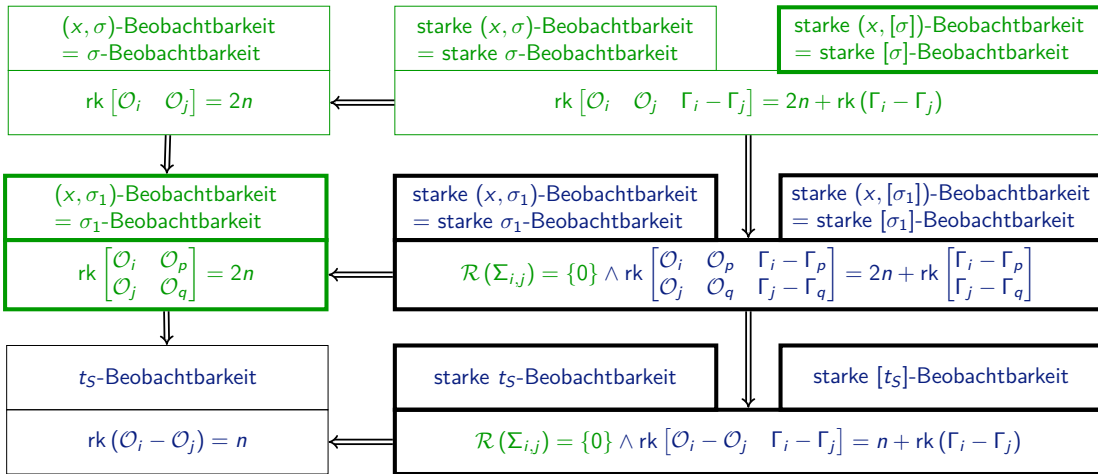 (x, σ)-Beobachtbarkeit
= σ-Beobachtbarkeit
starke (x, σ)-Beobachtbarkeit
= starke σ-Beobachtbarkeit
starke (x, [σ])-Beobachtbarkeit
= starke [σ]-Beobachtbarkeit
rk [𝒪ᵢ 𝒪ⱼ] = 2n
rk [𝒪ᵢ 𝒪ⱼ Γᵢ − Γⱼ] = 2n + rk (Γᵢ − Γⱼ)
(x, σ₁)-Beobachtbarkeit
= σ₁-Beobachtbarkeit
starke (x, σ₁)-Beobachtbarkeit
= starke σ₁-Beobachtbarkeit
starke (x, [σ₁])-Beobachtbarkeit
= starke [σ₁]-Beobachtbarkeit
rk [𝒪ᵢ 𝒪ₚ; 𝒪ⱼ 𝒪_q] = 2n
ℛ (Σᵢ,ⱼ) = {0} ∧ rk [𝒪ᵢ 𝒪ₚ Γᵢ − Γₚ; 𝒪ⱼ 𝒪_q Γⱼ − Γ_q] = 2n + rk [Γᵢ − Γₚ; Γⱼ − Γ_q]
t_S-Beobachtbarkeit
starke t_S-Beobachtbarkeit
starke [t_S]-Beobachtbarkeit
rk (𝒪ᵢ − 𝒪ⱼ) = n
ℛ (Σᵢ,ⱼ) = {0} ∧ rk [𝒪ᵢ − 𝒪ⱼ Γᵢ − Γⱼ] = n + rk (Γᵢ − Γⱼ)